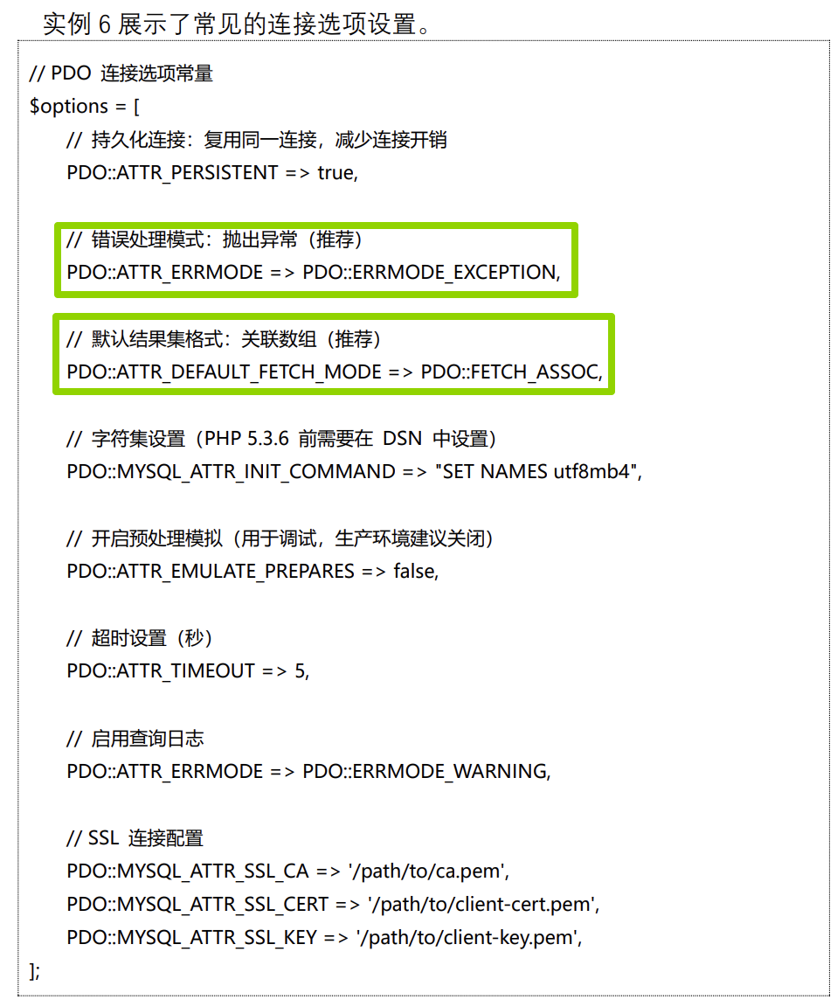 实例 6 展示了常见的连接选项设置。
// PDO 连接选项常量
$options = [
// 持久化连接：复用同一连接，减少连接开销
PDO::ATTR_PERSISTENT => true,
// 错误处理模式：抛出异常（推荐）
PDO::ATTR_ERRMODE => PDO::ERRMODE_EXCEPTION,
// 默认结果集格式：关联数组（推荐）
PDO::ATTR_DEFAULT_FETCH_MODE => PDO::FETCH_ASSOC,
// 字符集设置（PHP 5.3.6 前需要在 DSN 中设置）
PDO::MYSQL_ATTR_INIT_COMMAND => "SET NAMES utf8mb4",
// 开启预处理模拟（用于调试，生产环境建议关闭）
PDO::ATTR_EMULATE_PREPARES => false,
// 超时设置（秒）
PDO::ATTR_TIMEOUT => 5,
// 启用查询日志
PDO::ATTR_ERRMODE => PDO::ERRMODE_WARNING,
// SSL 连接配置
PDO::MYSQL_ATTR_SSL_CA => '/path/to/ca.pem',
PDO::MYSQL_ATTR_SSL_CERT => '/path/to/client-cert.pem',
PDO::MYSQL_ATTR_SSL_KEY => '/path/to/client-key.pem',
];